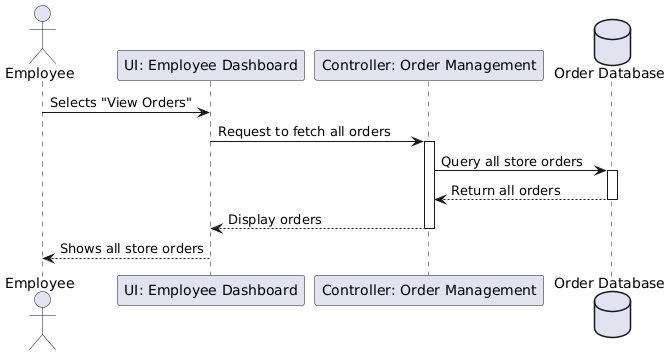 Employee
UI: Employee Dashboard
Controller: Order Management
Order Database
Selects "View Orders"
Request to fetch all orders
Query all store orders
Return all orders
Display orders
Shows all store orders
Employee
UI: Employee Dashboard
Controller: Order Management
Order Database